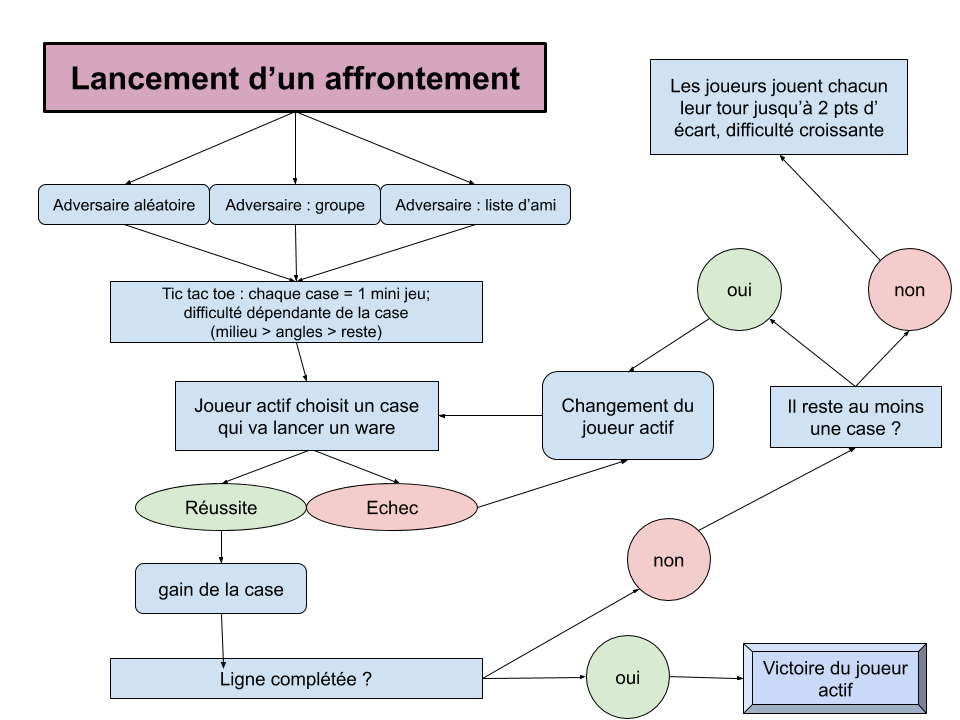 Lancement d’un affrontement
Les joueurs jouent chacun
leur tour jusqu’à 2 pts d’
écart, difficulté croissante
Adversaire aléatoire
Adversaire : groupe
Adversaire : liste d’ami
Tic tac toe : chaque case = 1 mini jeu;
difficulté dépendante de la case
(milieu > angles > reste)
oui
non
Joueur actif choisit un case
qui va lancer un ware
Changement du
joueur actif
Il reste au moins
une case ?
Réussite
Echec
non
gain de la case
Ligne complétée ?
oui
Victoire du joueur
actif